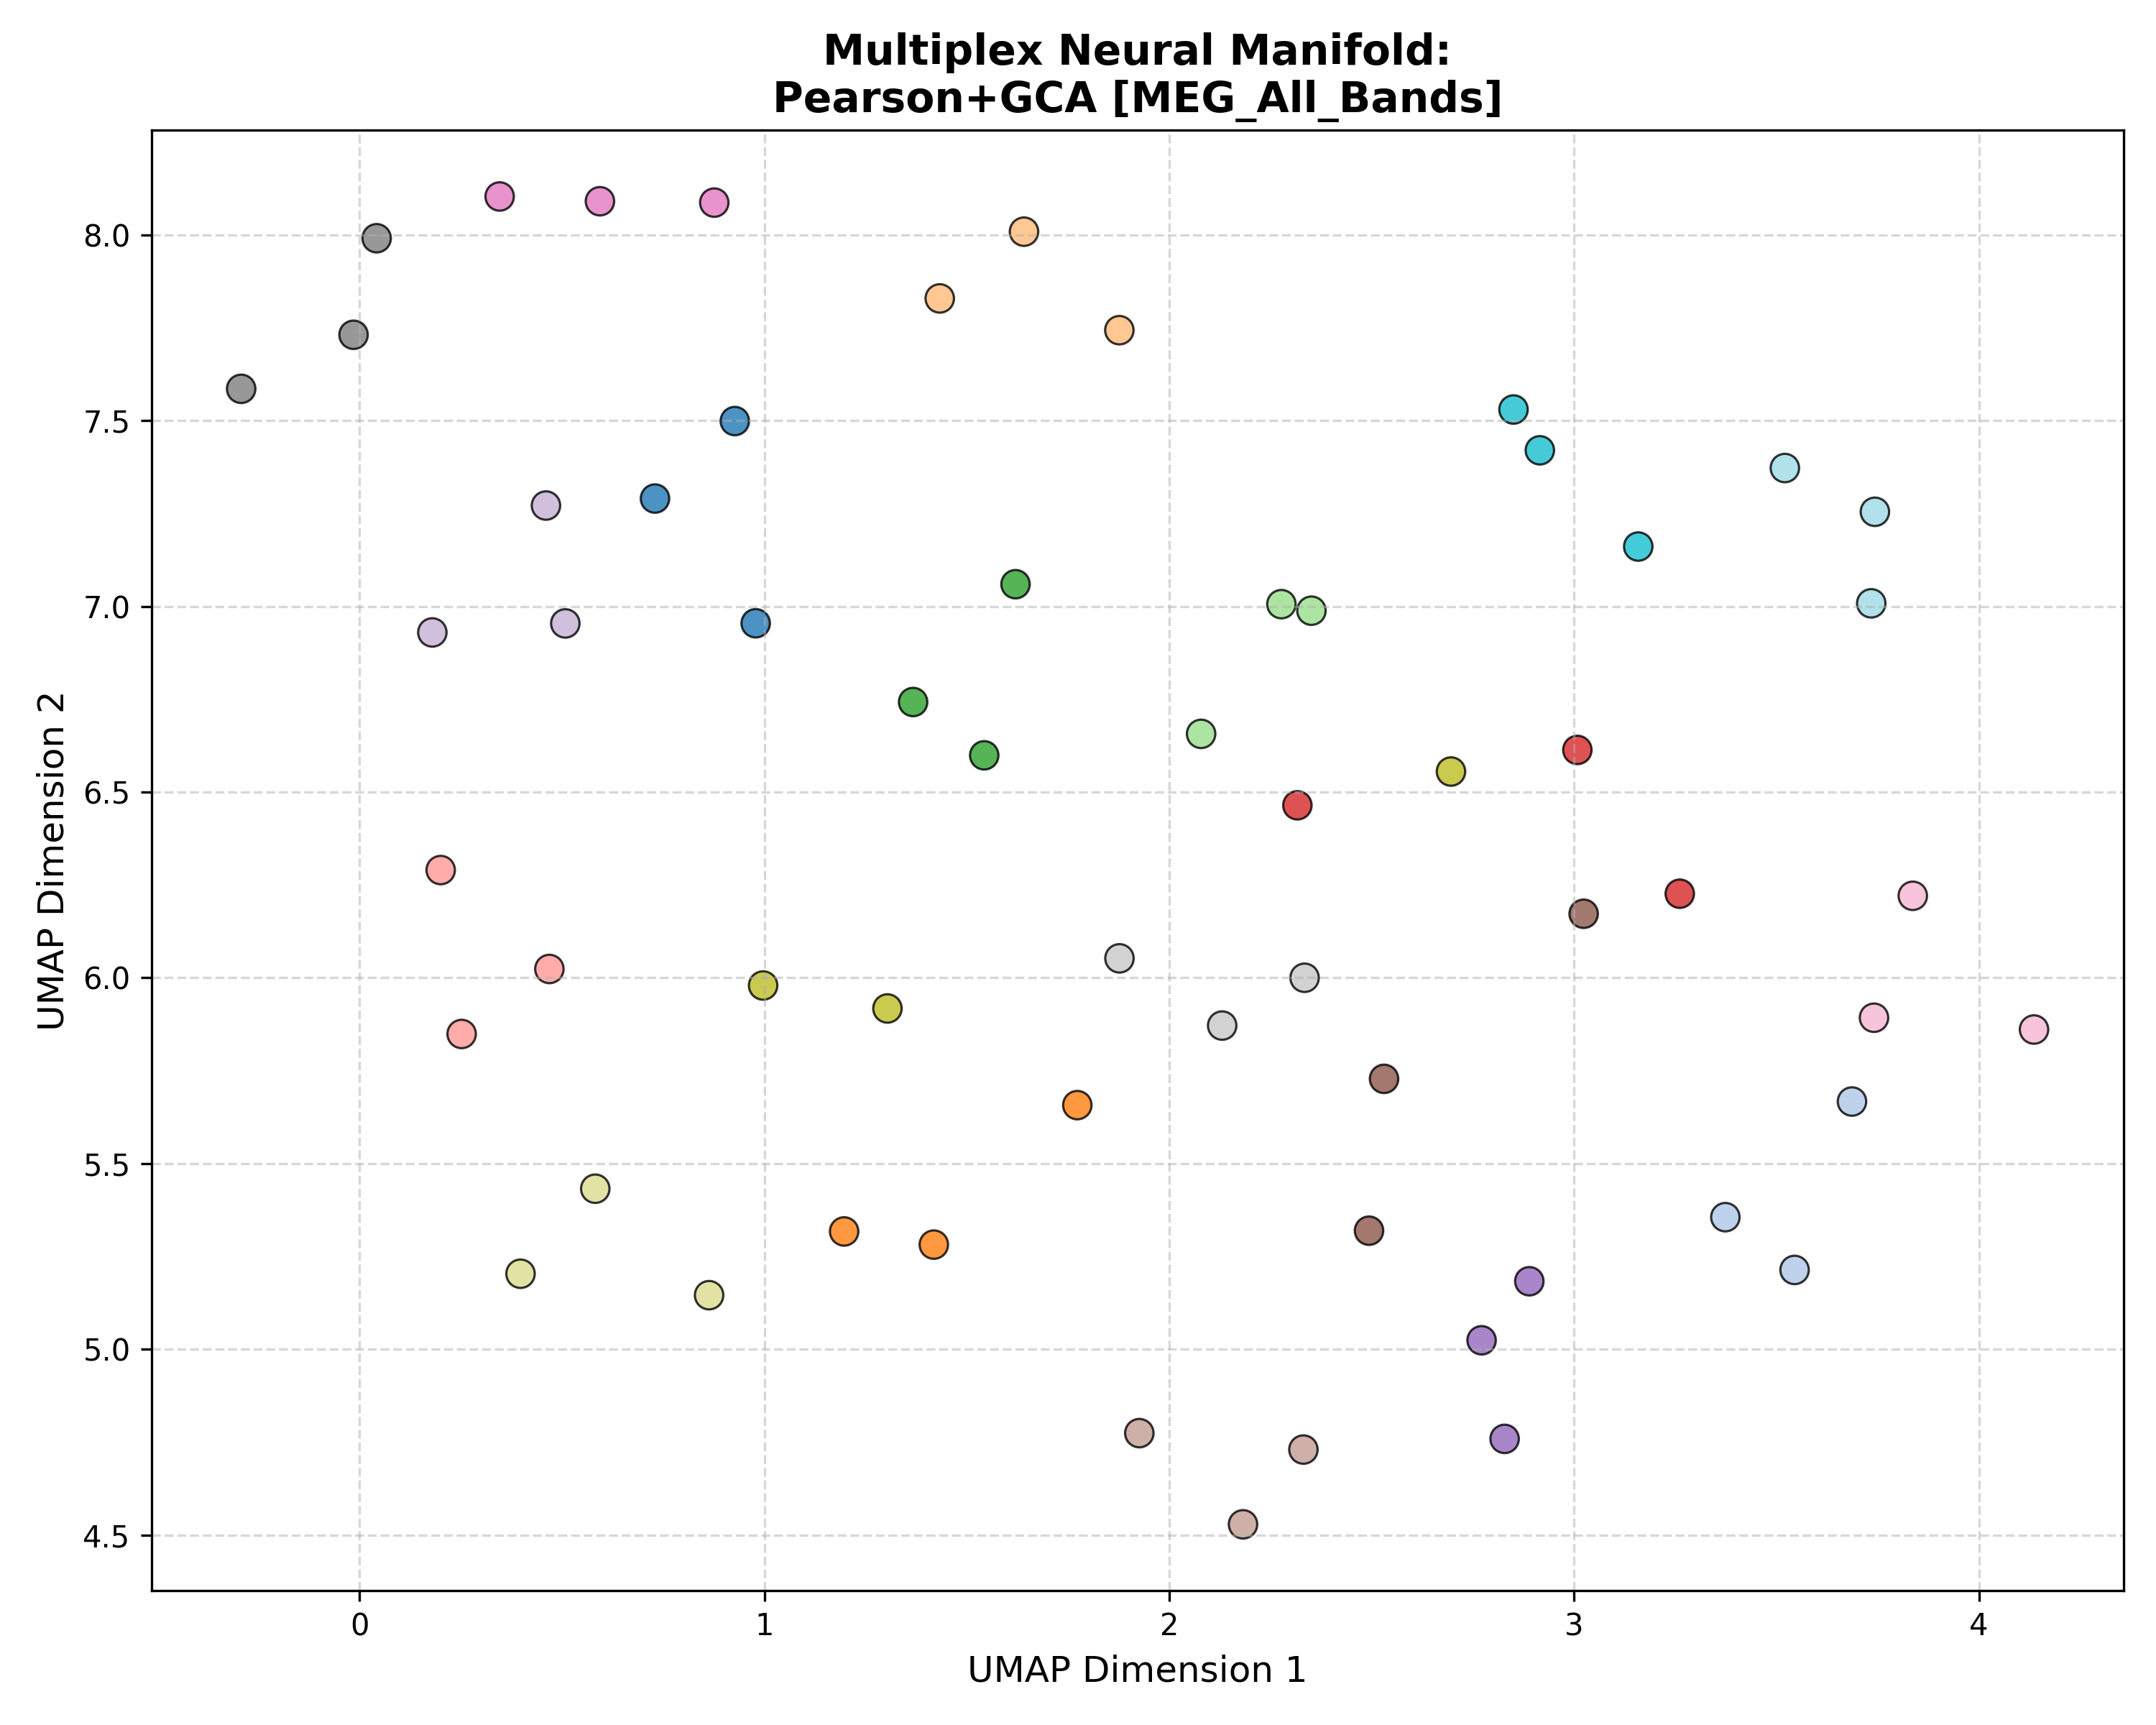 Multiplex Neural Manifold:
Pearson+GCA [MEG_All_Bands]
8.0
7.5
7.0
6.5
6.0
5.5
5.0
4.5
UMAP Dimension 2
0 1 2 3 4
UMAP Dimension 1